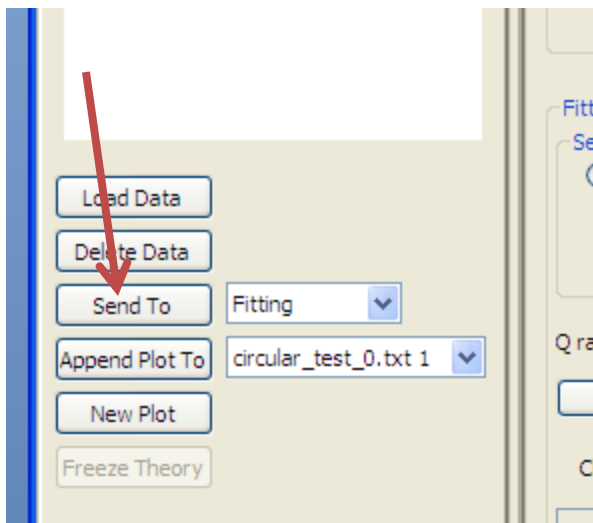 Load Data
Delete Data
Send To
Fitting
Append Plot To
circular_test_0.txt 1
New Plot
Freeze Theory